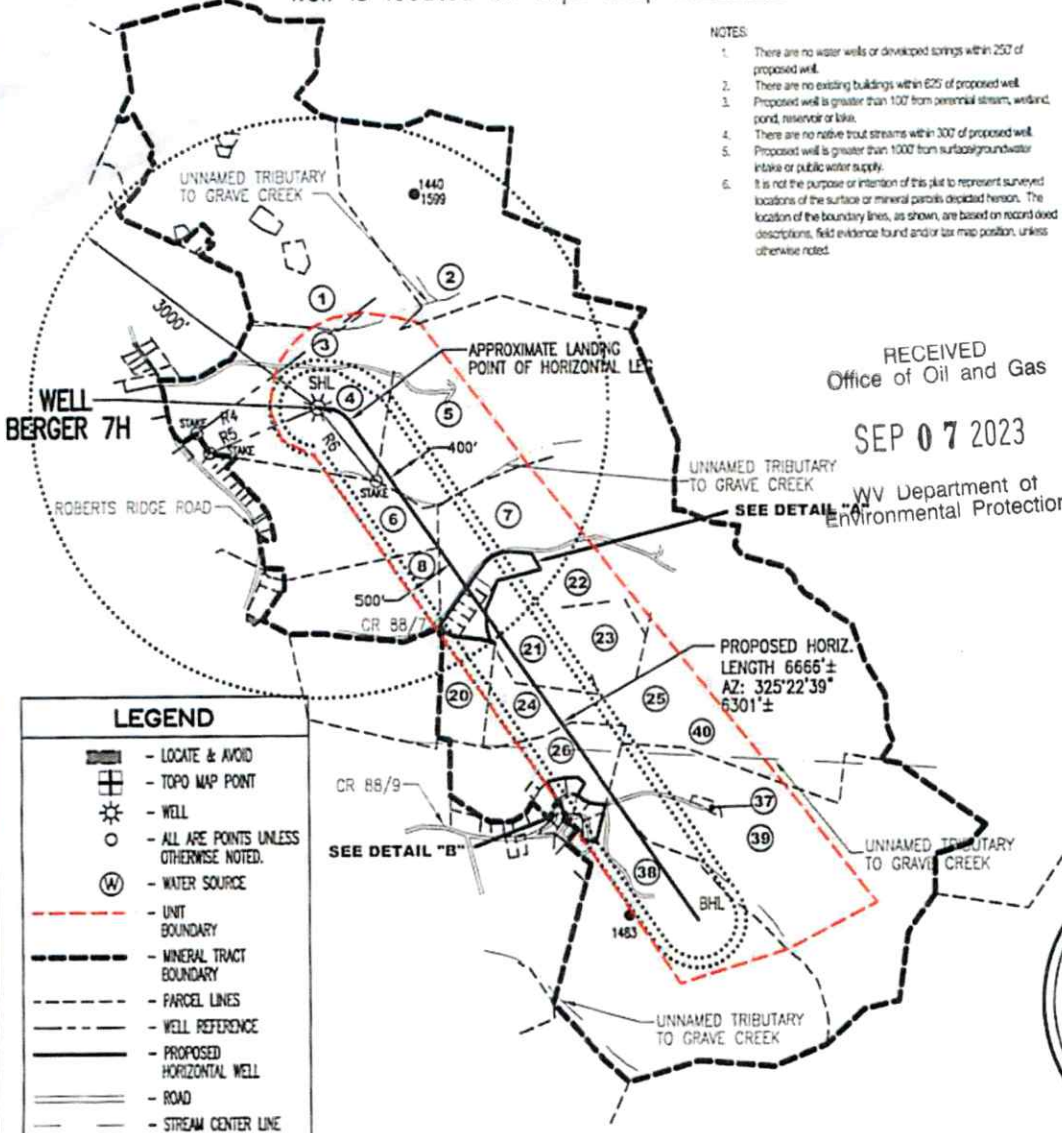 NOTES:
1. There are no water wells or developed springs within 250' of
proposed well.
2. There are no existing buildings within 625' of proposed well.
3. Proposed well is greater than 100' from perennial stream, wetland,
pond, reservoir or lake.
4. There are no native trout streams within 300' of proposed well.
5. Proposed well is greater than 1000' from surface/groundwater
intake or public water supply.
6. It is not the purpose or intention of this plat to represent surveyed
locations of the surface or mineral parcels depicted hereon. The
location of the boundary lines, as shown, are based on record deed
descriptions, field evidence found and/or tax map position, unless
otherwise noted.
RECEIVED
Office of Oil and Gas
SEP 07 2023
WV Department of
Environmental Protection
UNNAMED TRIBUTARY
TO GRAVE CREEK
1440
1599
1
2
3000'
3
APPROXIMATE LANDING
POINT OF HORIZONTAL LEG
SHL
4
5
WELL
BERGER 7H
STAKE
R4
R5
STAKE
R6
400'
STAKE
UNNAMED TRIBUTARY
TO GRAVE CREEK
SEE DETAIL "A"
ROBERTS RIDGE ROAD
6
7
8
500'
CR 88/7
22
23
21
PROPOSED HORIZ.
LENGTH 6666'±
AZ: 325°22'39"
6301'±
20
24
25
40
26
CR 88/9
37
39
SEE DETAIL "B"
UNNAMED TRIBUTARY
TO GRAVE CREEK
38
BHL
1483
UNNAMED TRIBUTARY
TO GRAVE CREEK
LEGEND
- LOCATE & AVOID
- TOPO MAP POINT
- WELL
- ALL ARE POINTS UNLESS
OTHERWISE NOTED.
W - WATER SOURCE
- UNIT
BOUNDARY
- MINERAL TRACT
BOUNDARY
- PARCEL LINES
- WELL REFERENCE
- PROPOSED
HORIZONTAL WELL
- ROAD
- STREAM CENTER LINE